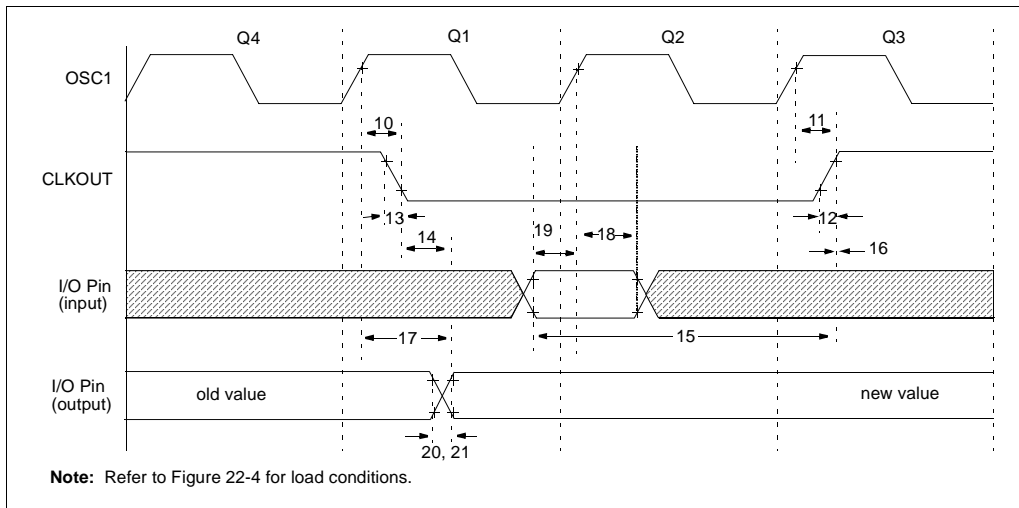 Q4 Q1 Q2 Q3
OSC1
10 11
CLKOUT
13 12
14 19 18 16
I/O Pin
(input)
17 15
I/O Pin
(output)
old value new value
20, 21
Note: Refer to Figure 22-4 for load conditions.